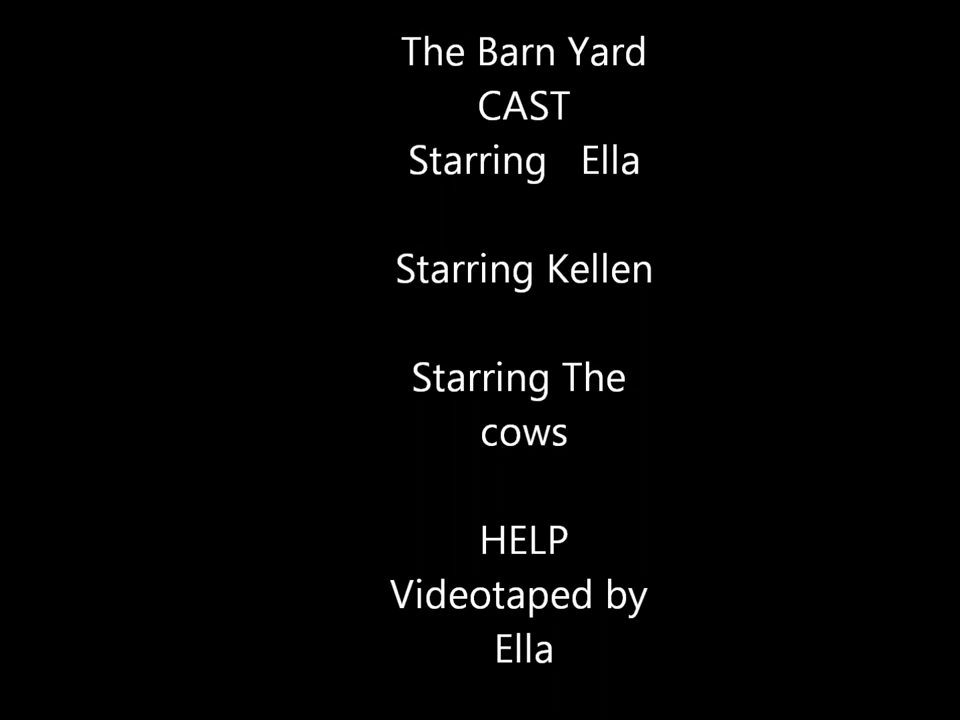 The Barn Yard
CAST
Starring   Ella
Starring Kellen
Starring The
cows
HELP
Videotaped by
Ella